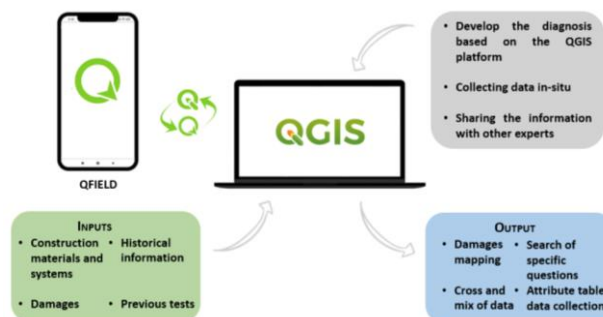 QFIELD
QGIS
• Develop the diagnosis
based on the QGIS
platform
• Collecting data in-situ
• Sharing the information
with other experts
INPUTS
• Construction
materials and
systems
• Historical
information
• Damages
• Previous tests
OUTPUT
• Damages
mapping
• Search of
specific
questions
• Cross and
mix of data
• Attribute table
data collection